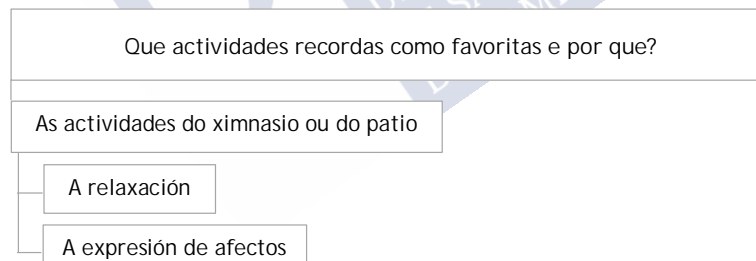 Que actividades recordas como favoritas e por que?
As actividades do ximnasio ou do patio
A relaxación
A expresión de afectos